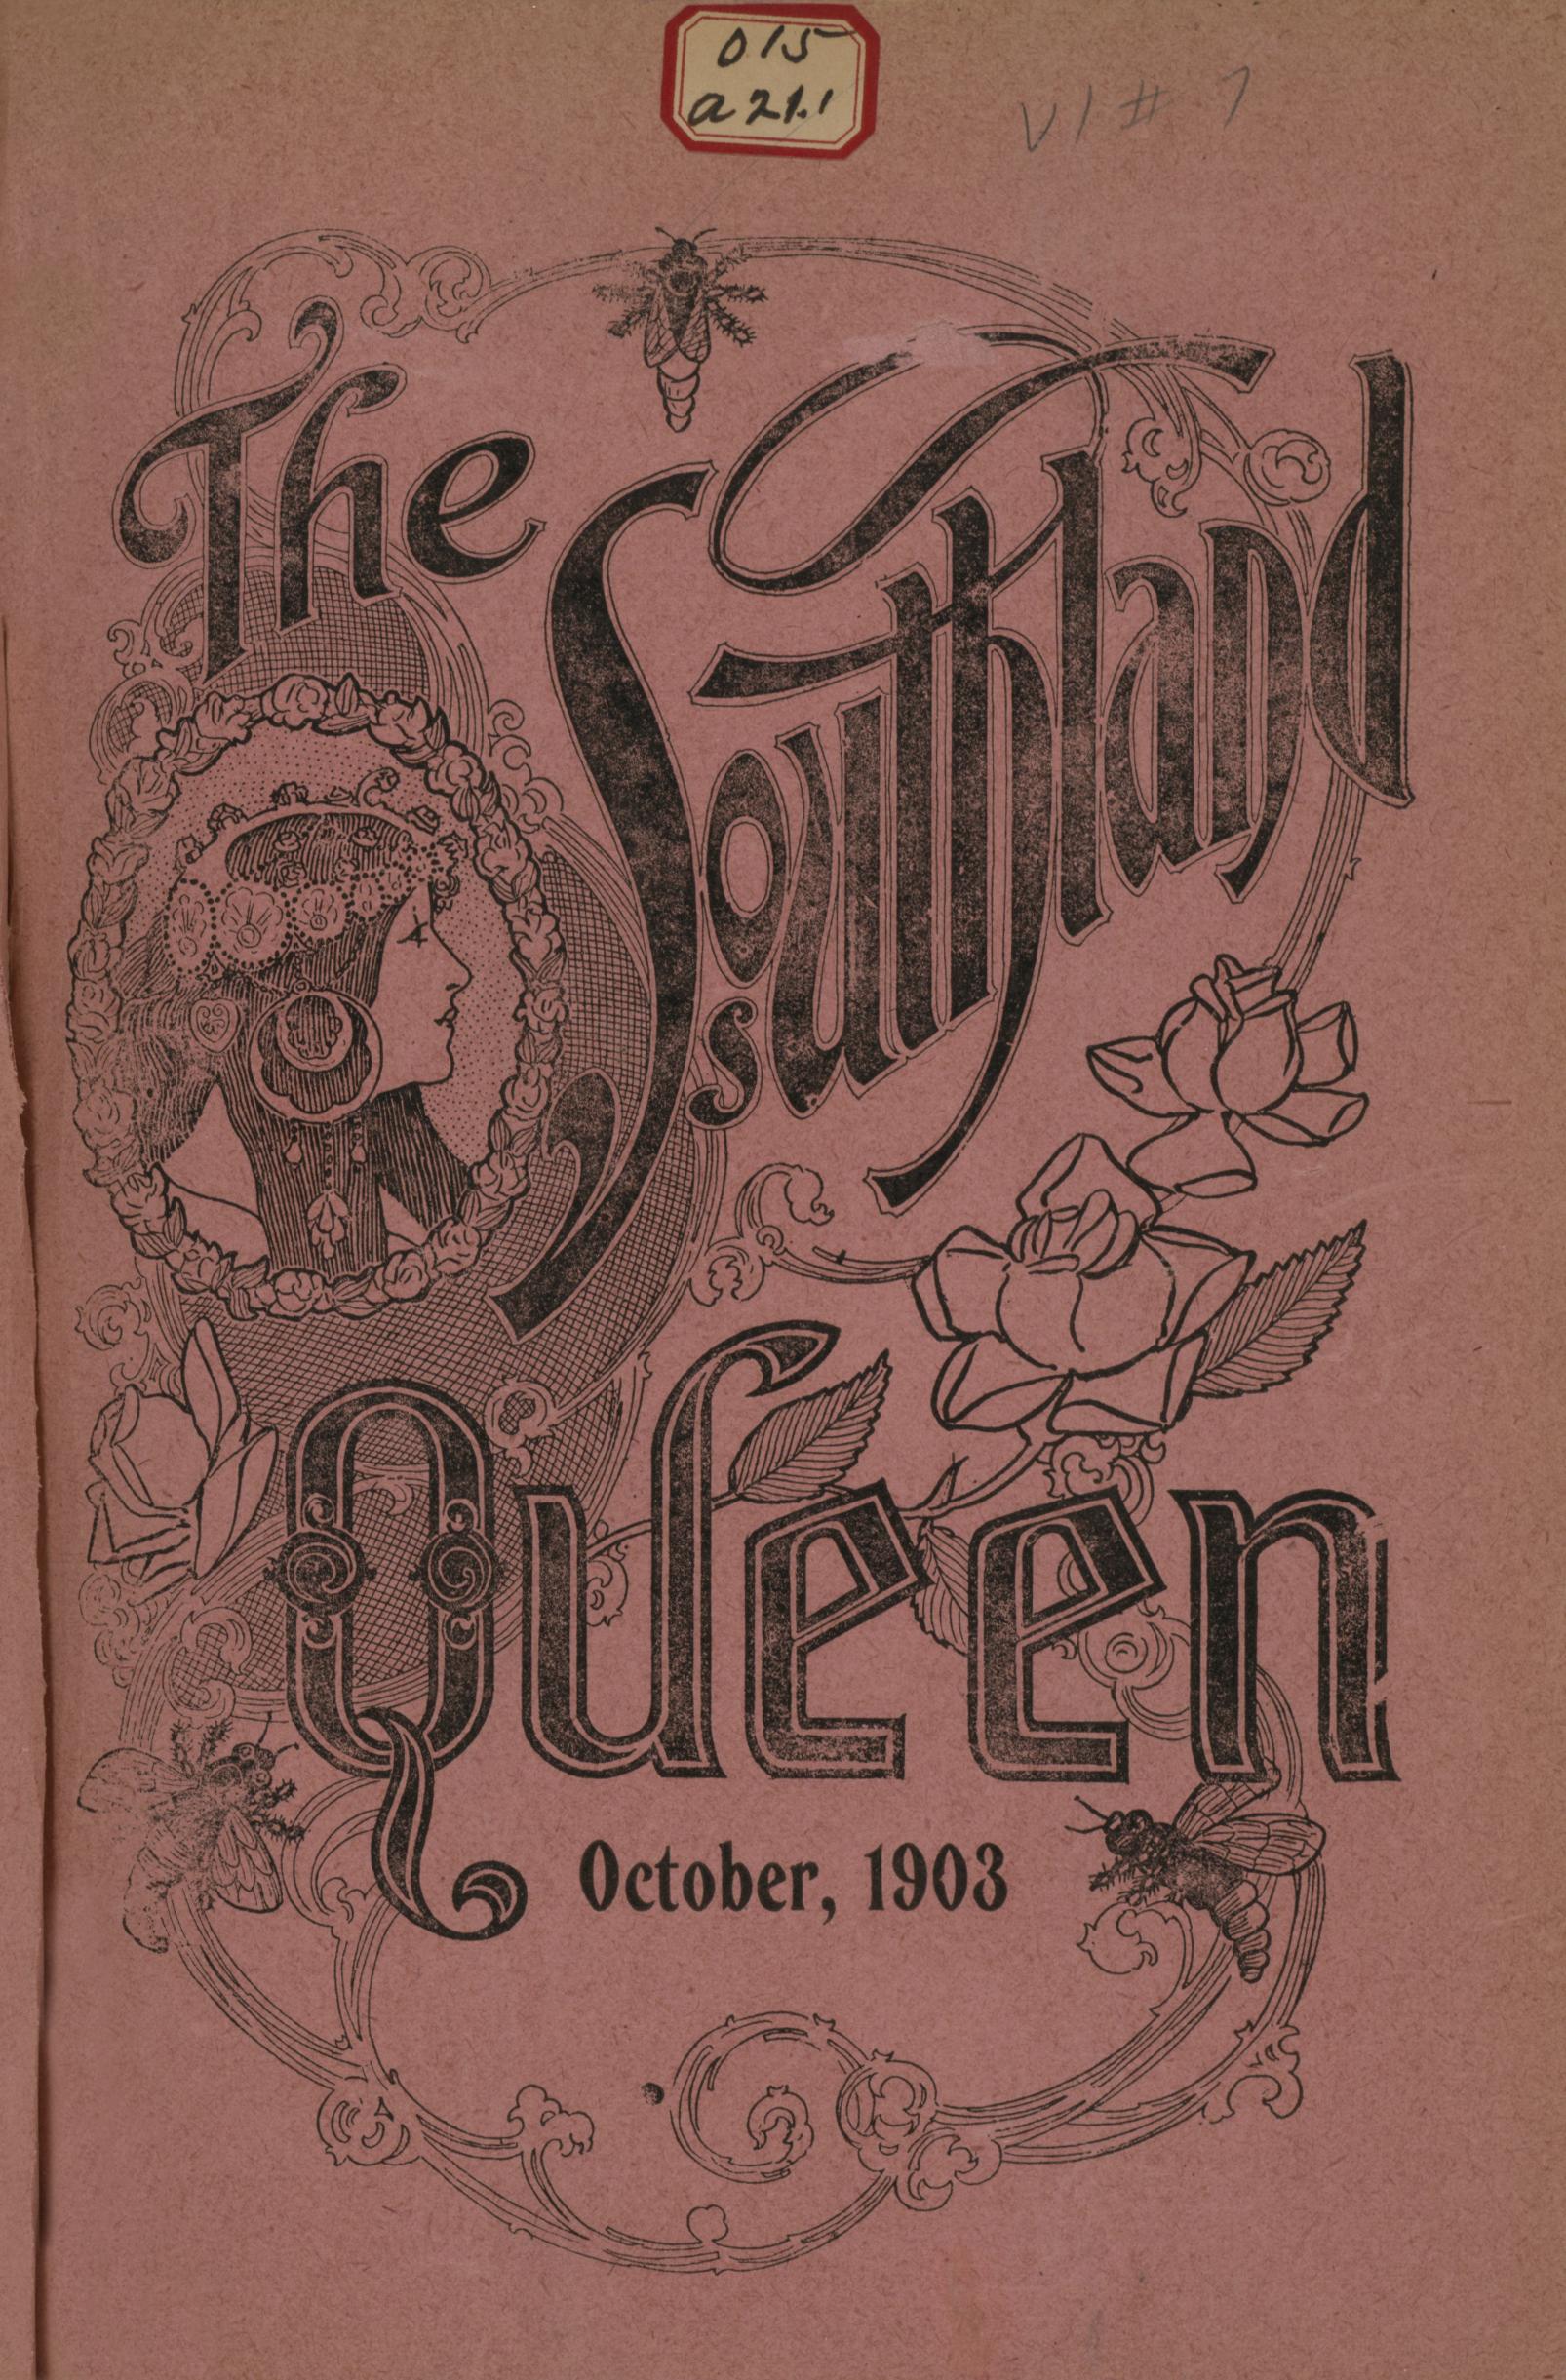 015
a21.1
V1 # 7
The
Southland
Queen
October, 1903